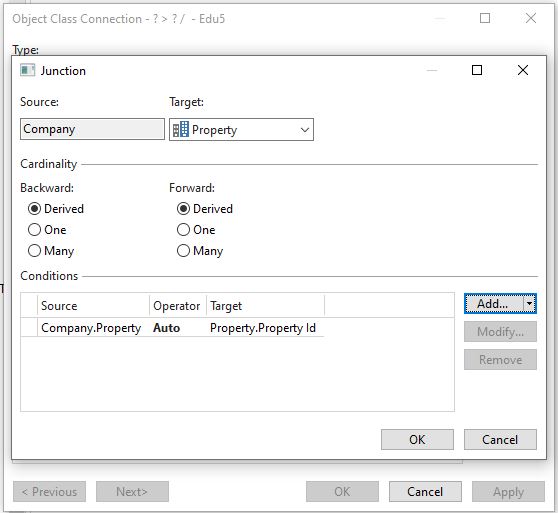 Object Class Connection - ? > ? / - Edu5
Type:
Junction
Source: Target:
Company Property
Cardinality
Backward: Forward:
Derived Derived
One One
Many Many
Conditions
Source Operator Target Add...
Company.Property Auto Property.Property Id Modify...
Remove
OK Cancel
< Previous Next> OK Cancel Apply